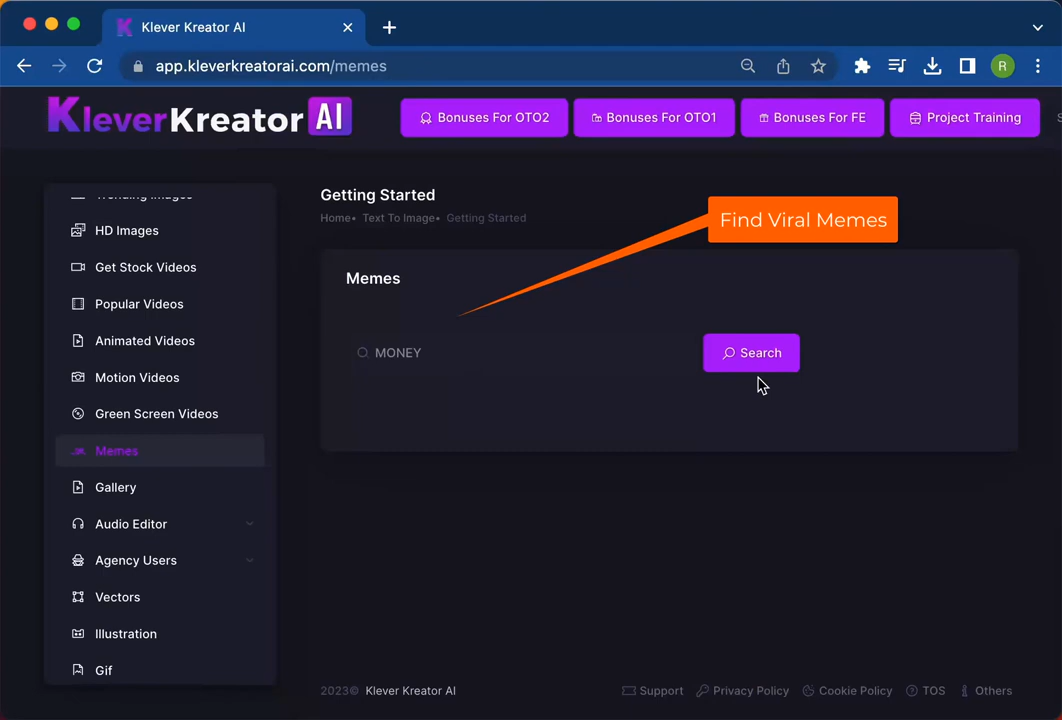 Klever Kreator AI
app.kleverkreatorai.com/memes
R
KleverKreator AI
Bonuses For OTO2
Bonuses For OTO1
Bonuses For FE
Project Training
Trending Images
HD Images
Get Stock Videos
Popular Videos
Animated Videos
Motion Videos
Green Screen Videos
Memes
Gallery
Audio Editor
Agency Users
Vectors
Illustration
Gif
Getting Started
Home• Text To Image• Getting Started
Find Viral Memes
Memes
MONEY
Search
2023© Klever Kreator AI
Support
Privacy Policy
Cookie Policy
TOS
Others